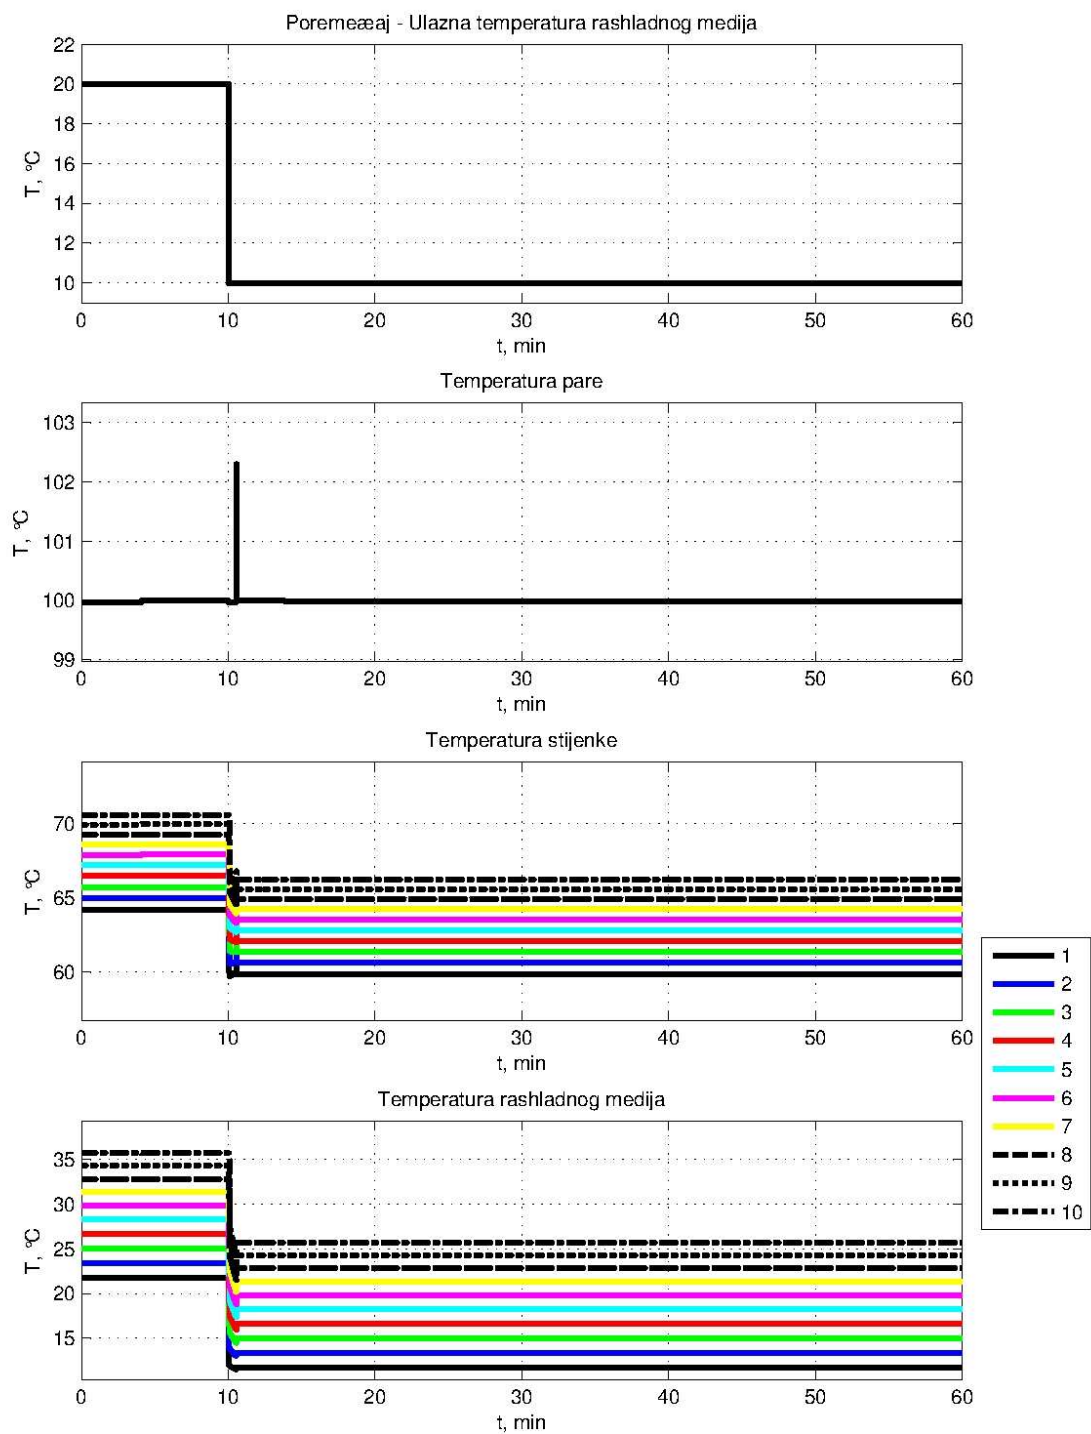 Poremeæaj - Ulazna temperatura rashladnog medija
22
20
18
16
14
12
10
T, °C
0 10 20 30 40 50 60
t, min
Temperatura pare
103
102
101
100
99
T, °C
0 10 20 30 40 50 60
t, min
Temperatura stijenke
70
65
60
T, °C
0 10 20 30 40 50 60
t, min
Temperatura rashladnog medija
35
30
25
20
15
T, °C
0 10 20 30 40 50 60
t, min
1
2
3
4
5
6
7
8
9
10